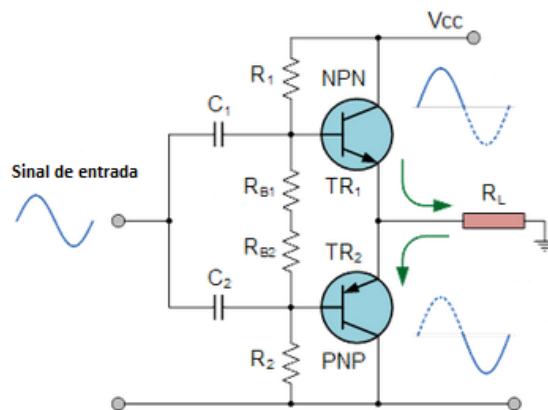 Vcc
R1
NPN
C1
Sinal de entrada
TR1
RB1
RL
RB2
TR2
C2
R2
PNP